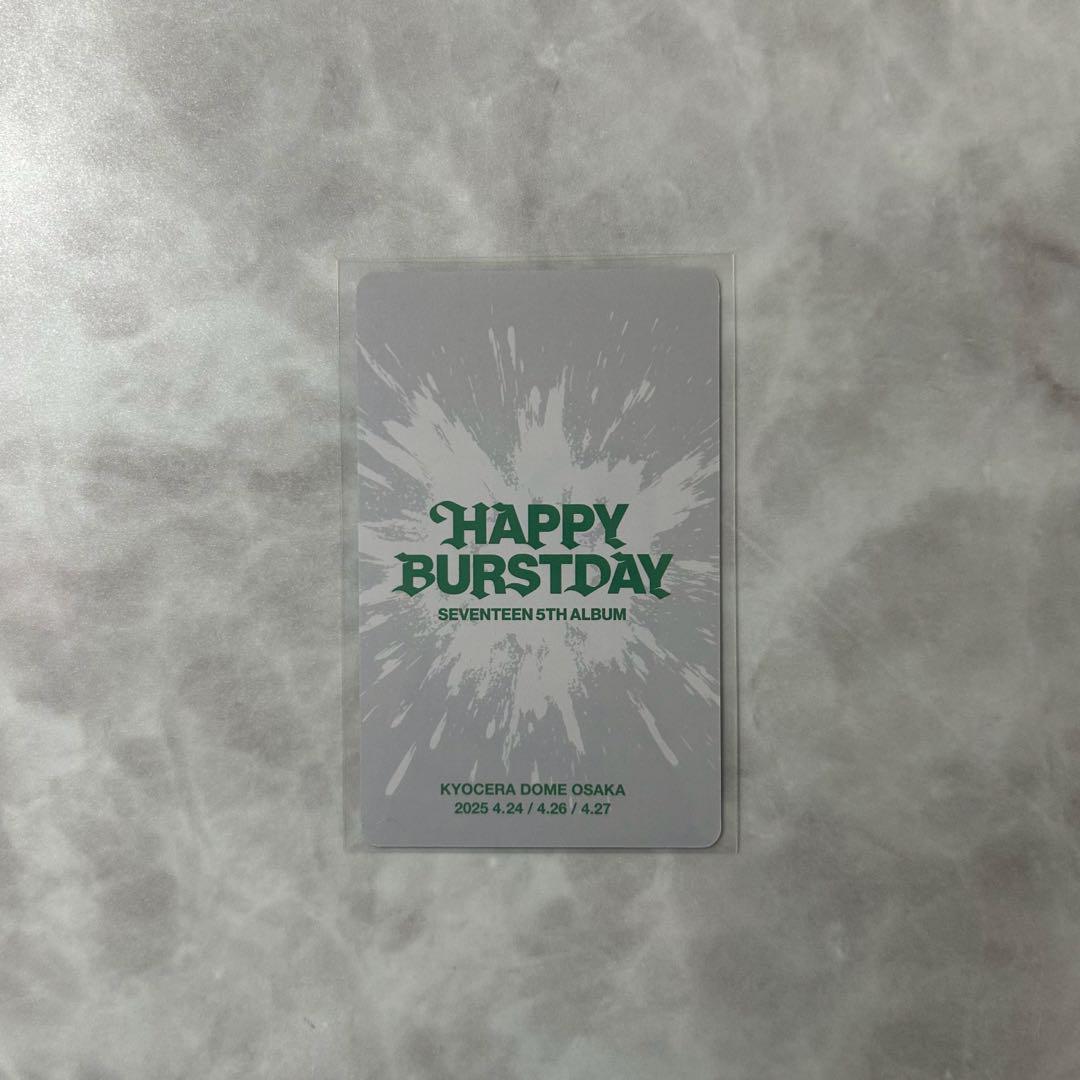 HAPPY
BURSTDAY
SEVENTEEN 5TH ALBUM
KYOCERA DOME OSAKA
2025 4.24 / 4.26 / 4.27